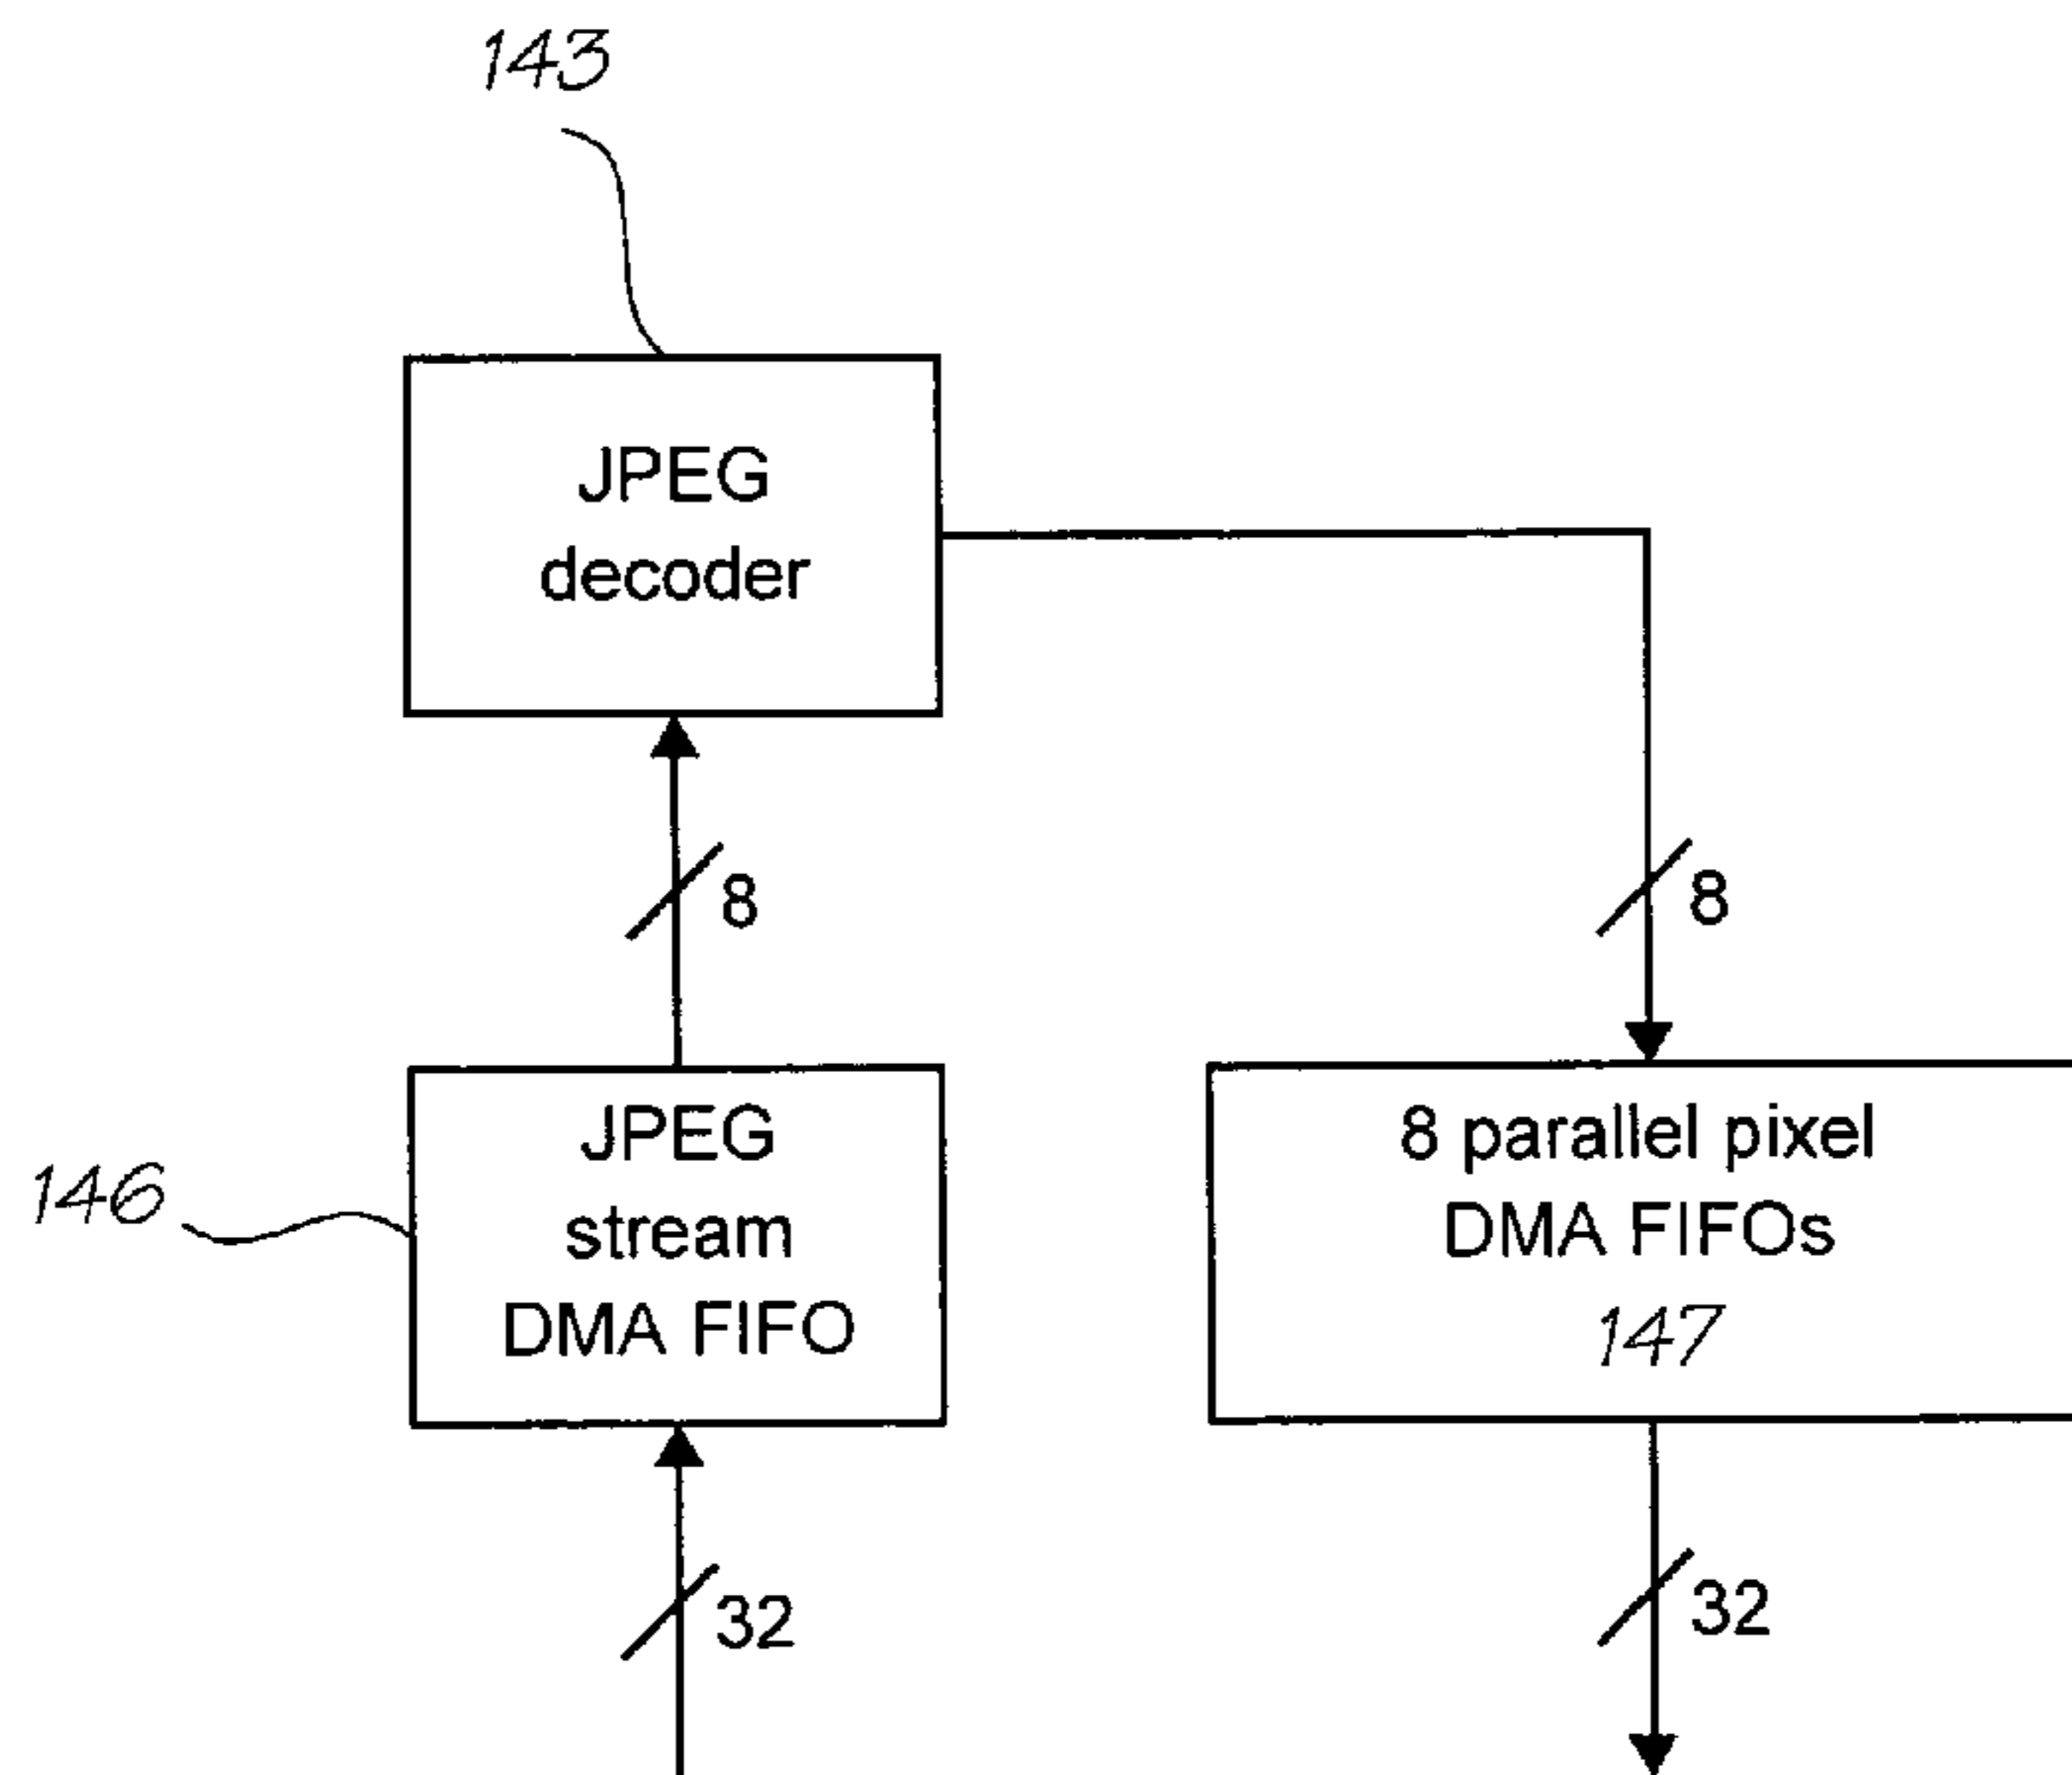 143
JPEG
decoder
8
8
146
JPEG
stream
DMA FIFO
8 parallel pixel
DMA FIFOs
147
32
32